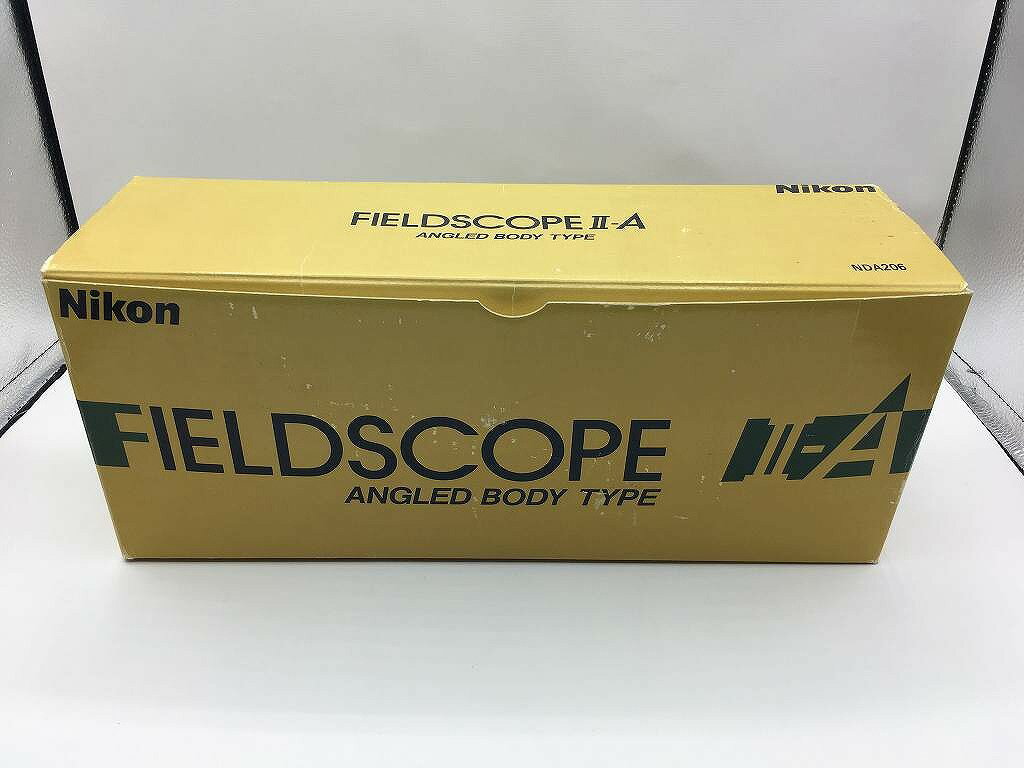 Nikon
FIELDSCOPE II-A
ANGLED BODY TYPE
NDA206
Nikon
FIELDSCOPE II-A
ANGLED BODY TYPE